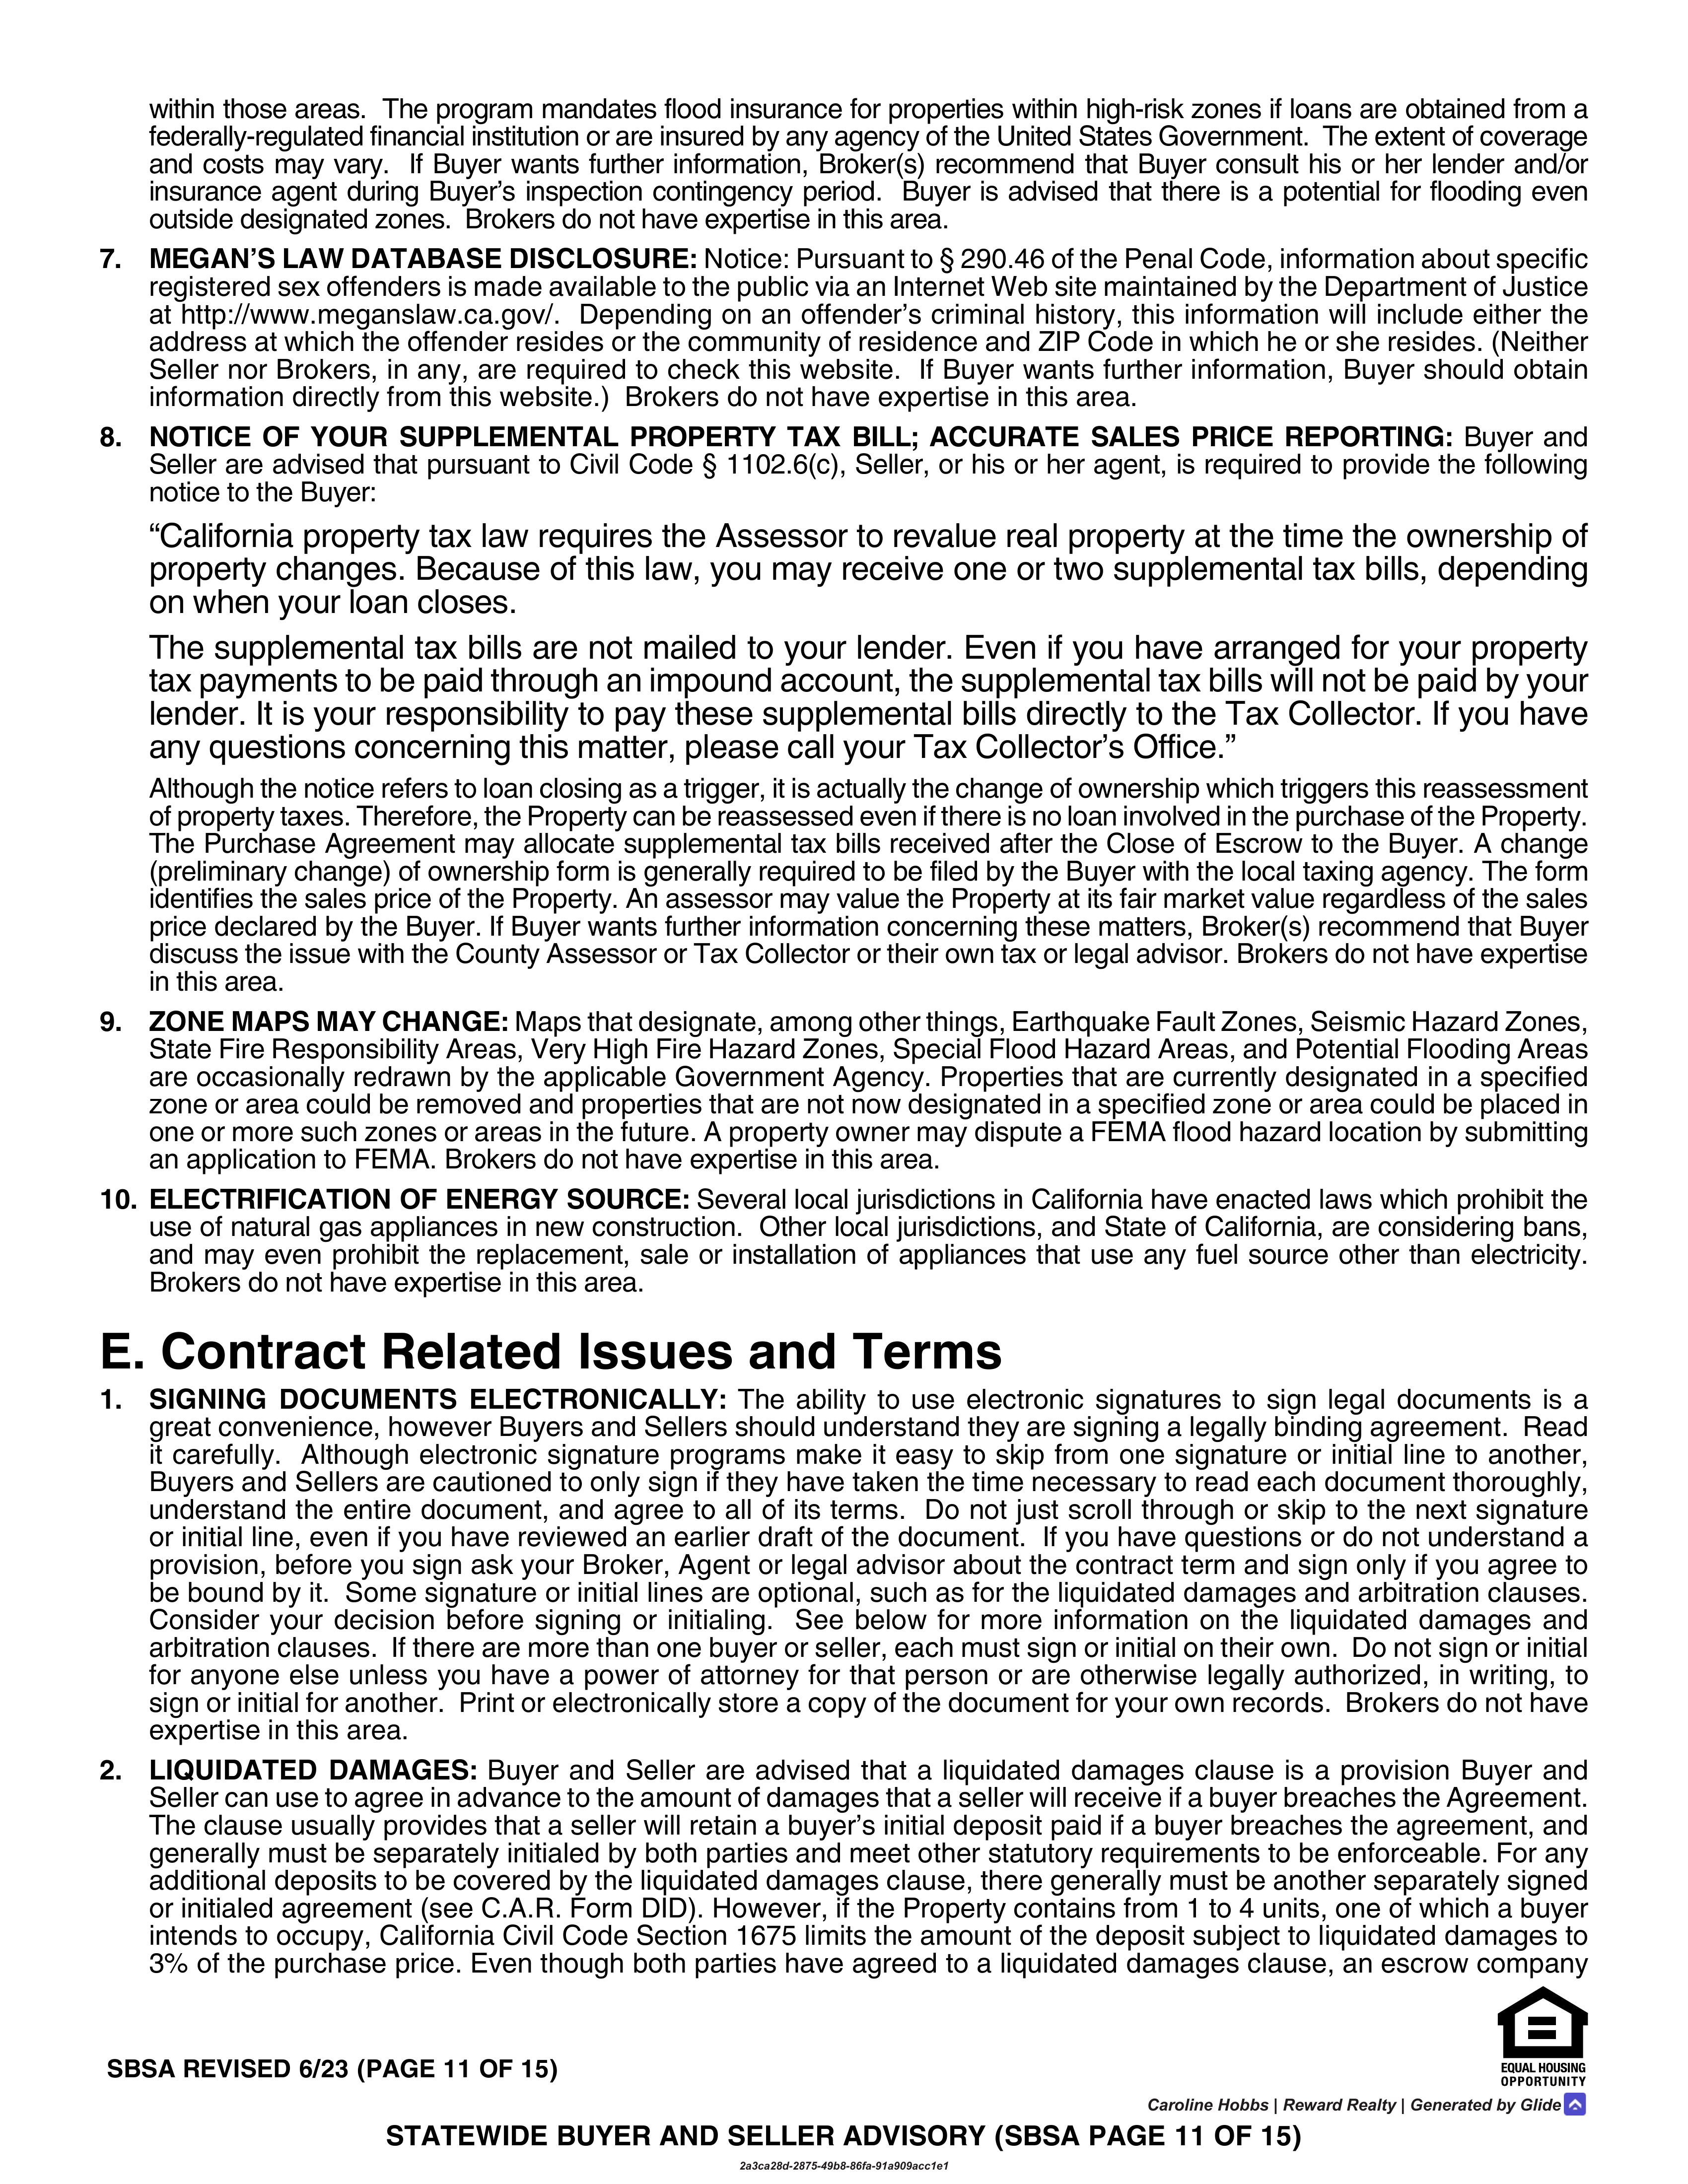 within those areas. The program mandates flood insurance for properties within high-risk zones if loans are obtained from a
federally-regulated financial institution or are insured by any agency of the United States Government. The extent of coverage
and costs may vary. If Buyer wants further information, Broker(s) recommend that Buyer consult his or her lender and/or
insurance agent during Buyer’s inspection contingency period. Buyer is advised that there is a potential for flooding even
outside designated zones. Brokers do not have expertise in this area.
7. MEGAN’S LAW DATABASE DISCLOSURE: Notice: Pursuant to § 290.46 of the Penal Code, information about specific
registered sex offenders is made available to the public via an Internet Web site maintained by the Department of Justice
at http://www.meganslaw.ca.gov/. Depending on an offender’s criminal history, this information will include either the
address at which the offender resides or the community of residence and ZIP Code in which he or she resides. (Neither
Seller nor Brokers, in any, are required to check this website. If Buyer wants further information, Buyer should obtain
information directly from this website.) Brokers do not have expertise in this area.
8. NOTICE OF YOUR SUPPLEMENTAL PROPERTY TAX BILL; ACCURATE SALES PRICE REPORTING: Buyer and
Seller are advised that pursuant to Civil Code § 1102.6(c), Seller, or his or her agent, is required to provide the following
notice to the Buyer:
“California property tax law requires the Assessor to revalue real property at the time the ownership of
property changes. Because of this law, you may receive one or two supplemental tax bills, depending
on when your loan closes.
The supplemental tax bills are not mailed to your lender. Even if you have arranged for your property
tax payments to be paid through an impound account, the supplemental tax bills will not be paid by your
lender. It is your responsibility to pay these supplemental bills directly to the Tax Collector. If you have
any questions concerning this matter, please call your Tax Collector’s Office.”
Although the notice refers to loan closing as a trigger, it is actually the change of ownership which triggers this reassessment
of property taxes. Therefore, the Property can be reassessed even if there is no loan involved in the purchase of the Property.
The Purchase Agreement may allocate supplemental tax bills received after the Close of Escrow to the Buyer. A change
(preliminary change) of ownership form is generally required to be filed by the Buyer with the local taxing agency. The form
identifies the sales price of the Property. An assessor may value the Property at its fair market value regardless of the sales
price declared by the Buyer. If Buyer wants further information concerning these matters, Broker(s) recommend that Buyer
discuss the issue with the County Assessor or Tax Collector or their own tax or legal advisor. Brokers do not have expertise
in this area.
9. ZONE MAPS MAY CHANGE: Maps that designate, among other things, Earthquake Fault Zones, Seismic Hazard Zones,
State Fire Responsibility Areas, Very High Fire Hazard Zones, Special Flood Hazard Areas, and Potential Flooding Areas
are occasionally redrawn by the applicable Government Agency. Properties that are currently designated in a specified
zone or area could be removed and properties that are not now designated in a specified zone or area could be placed in
one or more such zones or areas in the future. A property owner may dispute a FEMA flood hazard location by submitting
an application to FEMA. Brokers do not have expertise in this area.
10. ELECTRIFICATION OF ENERGY SOURCE: Several local jurisdictions in California have enacted laws which prohibit the
use of natural gas appliances in new construction. Other local jurisdictions, and State of California, are considering bans,
and may even prohibit the replacement, sale or installation of appliances that use any fuel source other than electricity.
Brokers do not have expertise in this area.
E. Contract Related Issues and Terms
1. SIGNING DOCUMENTS ELECTRONICALLY: The ability to use electronic signatures to sign legal documents is a
great convenience, however Buyers and Sellers should understand they are signing a legally binding agreement. Read
it carefully. Although electronic signature programs make it easy to skip from one signature or initial line to another,
Buyers and Sellers are cautioned to only sign if they have taken the time necessary to read each document thoroughly,
understand the entire document, and agree to all of its terms. Do not just scroll through or skip to the next signature
or initial line, even if you have reviewed an earlier draft of the document. If you have questions or do not understand a
provision, before you sign ask your Broker, Agent or legal advisor about the contract term and sign only if you agree to
be bound by it. Some signature or initial lines are optional, such as for the liquidated damages and arbitration clauses.
Consider your decision before signing or initialing. See below for more information on the liquidated damages and
arbitration clauses. If there are more than one buyer or seller, each must sign or initial on their own. Do not sign or initial
for anyone else unless you have a power of attorney for that person or are otherwise legally authorized, in writing, to
sign or initial for another. Print or electronically store a copy of the document for your own records. Brokers do not have
expertise in this area.
2. LIQUIDATED DAMAGES: Buyer and Seller are advised that a liquidated damages clause is a provision Buyer and
Seller can use to agree in advance to the amount of damages that a seller will receive if a buyer breaches the Agreement.
The clause usually provides that a seller will retain a buyer’s initial deposit paid if a buyer breaches the agreement, and
generally must be separately initialed by both parties and meet other statutory requirements to be enforceable. For any
additional deposits to be covered by the liquidated damages clause, there generally must be another separately signed
or initialed agreement (see C.A.R. Form DID). However, if the Property contains from 1 to 4 units, one of which a buyer
intends to occupy, California Civil Code Section 1675 limits the amount of the deposit subject to liquidated damages to
3% of the purchase price. Even though both parties have agreed to a liquidated damages clause, an escrow company
SBSA REVISED 6/23 (PAGE 11 OF 15)
EQUAL HOUSING
OPPORTUNITY
Caroline Hobbs | Reward Realty | Generated by Glide
STATEWIDE BUYER AND SELLER ADVISORY (SBSA PAGE 11 OF 15)
2a3ca28d-2875-49b8-86fa-91a909acc1e1